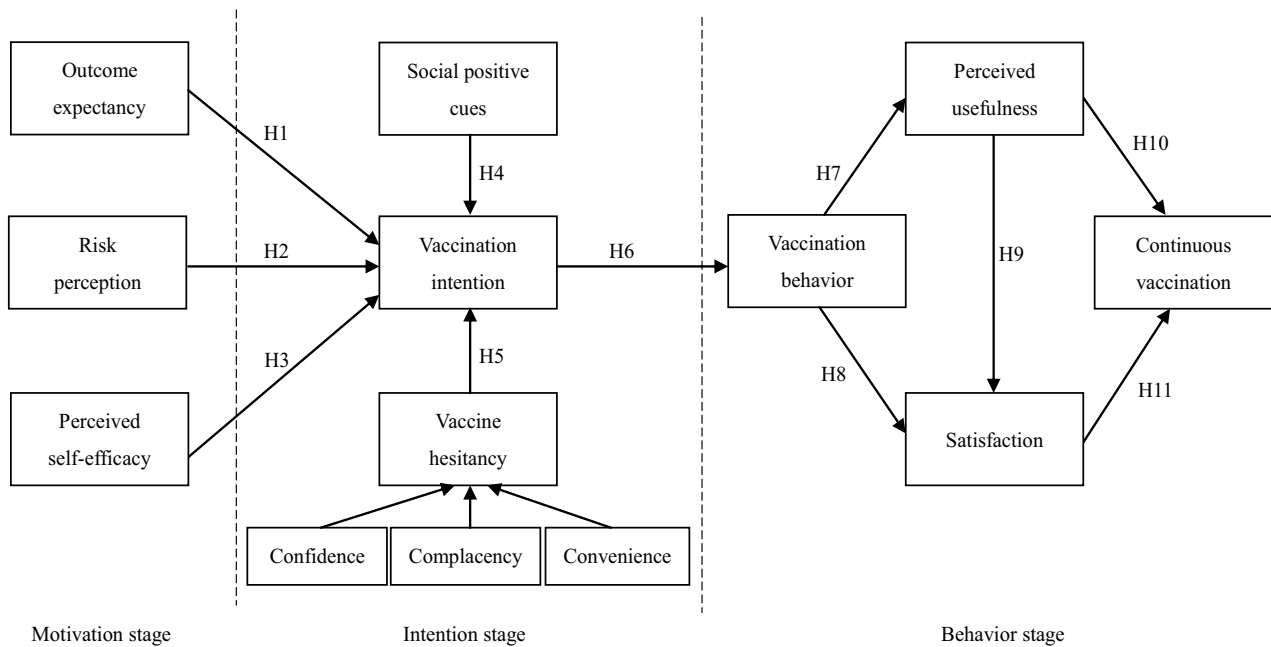 Outcome
expectancy
Social positive
cues
Perceived
usefulness
H1
H4
H7
H10
Risk
perception
H2
Vaccination
intention
H6
Vaccination
behavior
H9
Continuous
vaccination
H3
H5
H8
H11
Perceived
self-efficacy
Vaccine
hesitancy
Satisfaction
Confidence
Complacency
Convenience
Motivation stage
Intention stage
Behavior stage